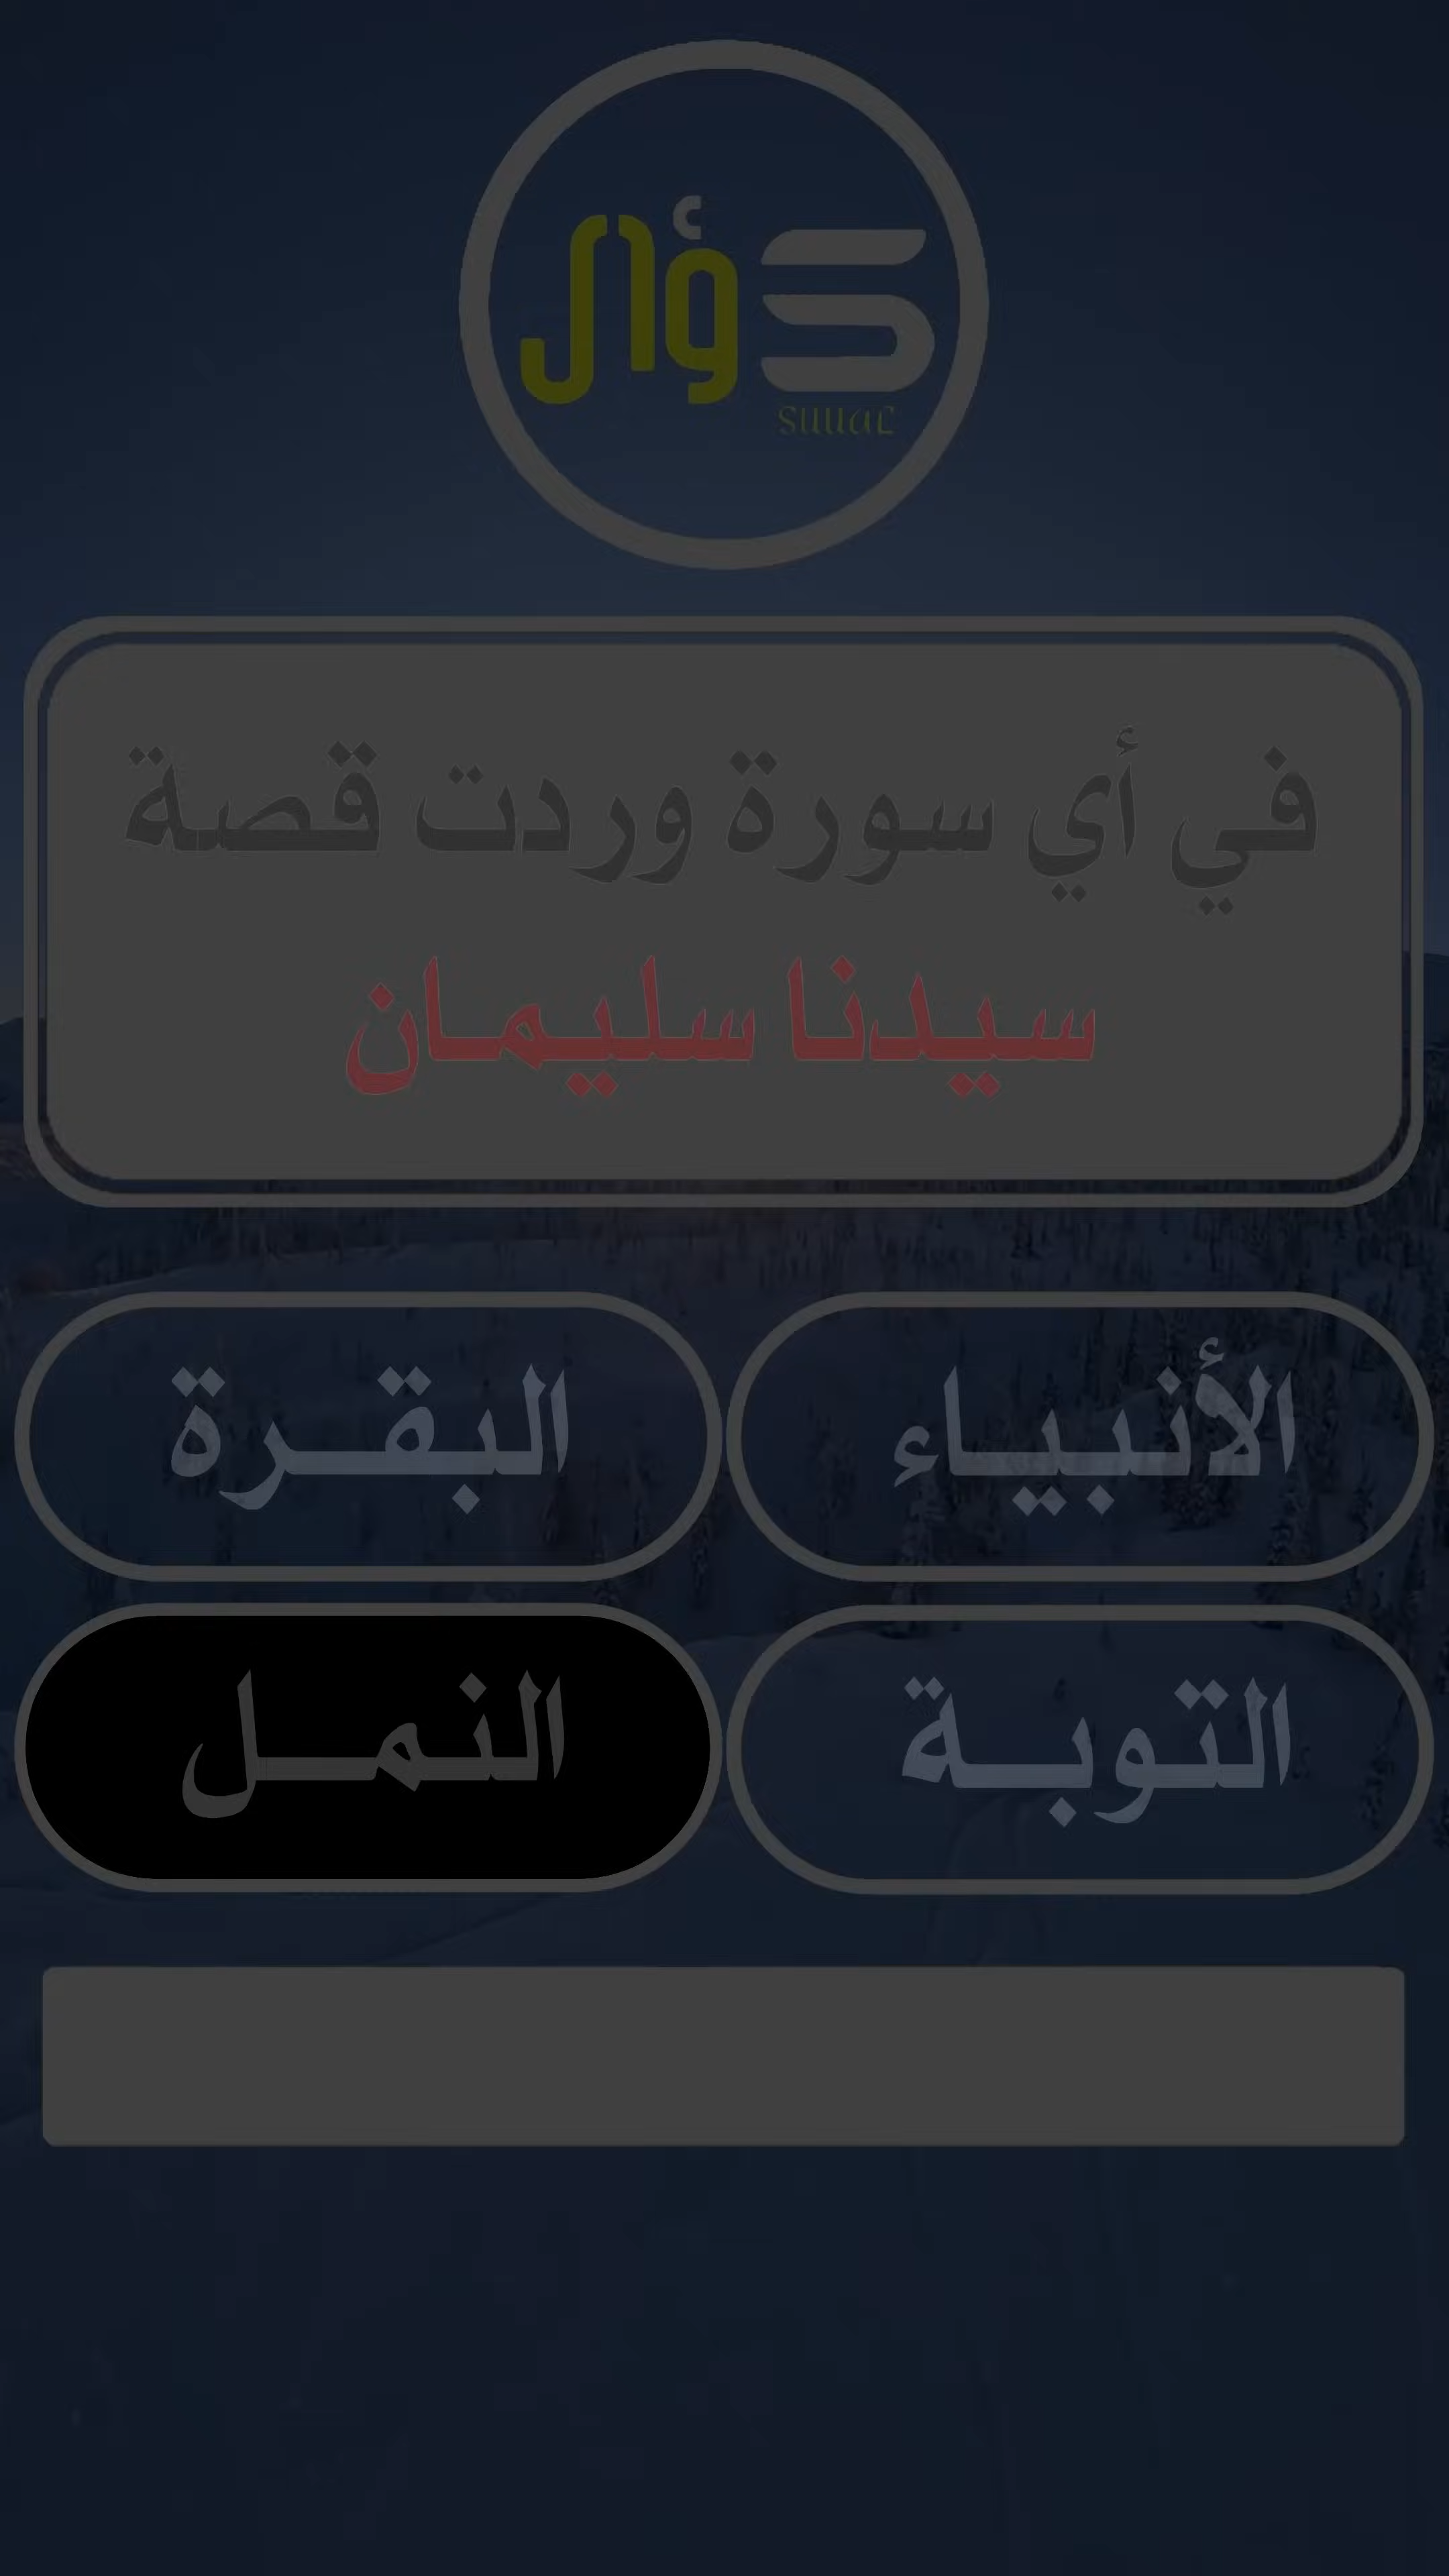 سؤال
suual
في أي سورة وردت قصة
سيدنا سليمان
الأنبياء
البقرة
التوبة
النمل